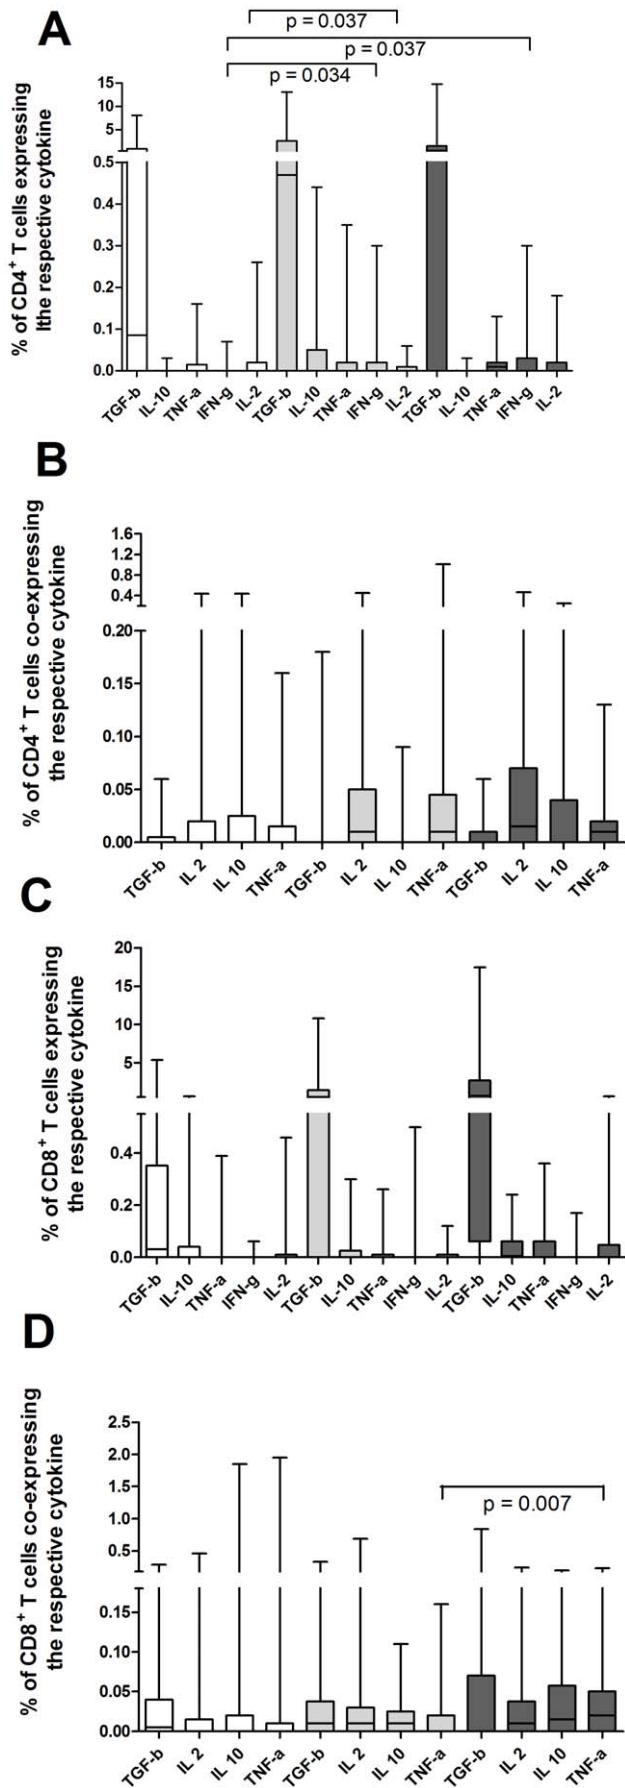 A
p = 0.037
p = 0.037
p = 0.034
% of CD4+ T cells expressing
lthe respective cytokine
15
10
5
0.5
0.4
0.3
0.2
0.1
0.0
TGF-b IL-10 TNF-a IFN-g IL-2 TGF-b IL-10 TNF-a IFN-g IL-2 TGF-b IL-10 TNF-a IFN-g IL-2
B
% of CD4+ T cells co-expressing
the respective cytokine
1.6
1.2
0.8
0.4
0.20
0.15
0.10
0.05
0.00
TGF-b IL 2 IL 10 TNF-a TGF-b IL 2 IL 10 TNF-a TGF-b IL 2 IL 10 TNF-a
C
% of CD8+ T cells expressing
the respective cytokine
20
15
10
5
0.4
0.2
0.0
TGF-b IL-10 TNF-a IFN-g IL-2 TGF-b IL-10 TNF-a IFN-g IL-2 TGF-b IL-10 TNF-a IFN-g IL-2
D
% of CD8+ T cells co-expressing
the respective cytokine
2.5
2.0
1.5
1.0
0.5
0.15
0.10
0.05
0.00
p = 0.007
TGF-b IL 2 IL 10 TNF-a TGF-b IL 2 IL 10 TNF-a TGF-b IL 2 IL 10 TNF-a